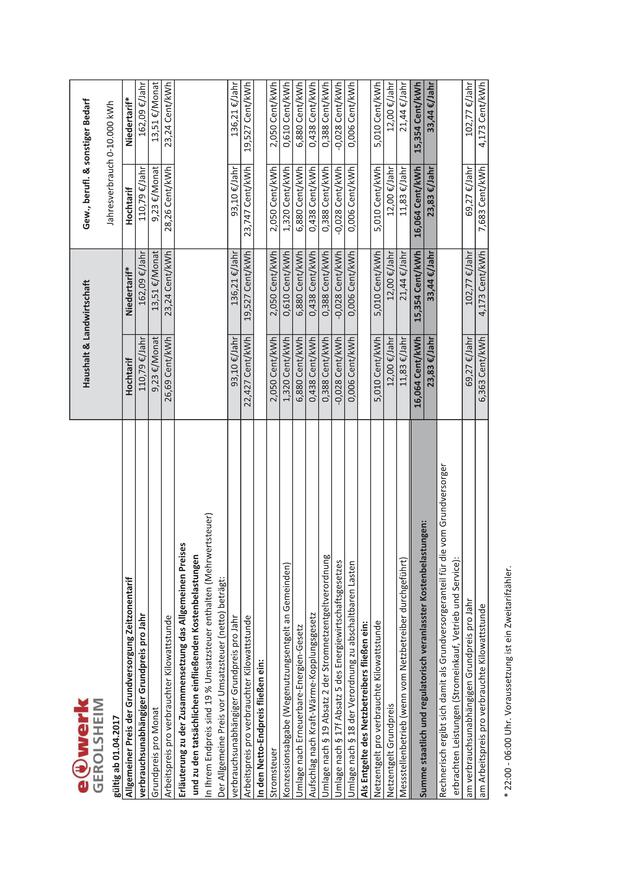 e werk
GEROLSHEIM
gültig ab 01.04.2017
Haushalt & Landwirtschaft Gew., berufl. & sonstiger Bedarf
Jahresverbrauch 0-10.000 kWh
Allgemeiner Preis der Grundversorgung Zeitzonentarif Hochtarif Niedertarif* Hochtarif Niedertarif*
verbrauchsunabhängiger Grundpreis pro Jahr 110,79 €/Jahr 162,09 €/Jahr 110,79 €/Jahr 162,09 €/Jahr
Grundpreis pro Monat 9,23 €/Monat 13,51 €/Monat 9,23 €/Monat 13,51 €/Monat
Arbeitspreis pro verbrauchter Kilowattstunde 26,69 Cent/kWh 23,24 Cent/kWh 28,26 Cent/kWh 23,24 Cent/kWh
Erläuterung zu der Zusammensetzung das Allgemeinen Preises
und zu den tatsächlichen einfließenden Kostenbelastungen
In Ihrem Endpreis sind 19 % Umsatzsteuer enthalten (Mehrwertsteuer)
Der Allgemeine Preis vor Umsatzsteuer (netto) beträgt:
verbrauchsunabhängiger Grundpreis pro Jahr 93,10 €/Jahr 136,21 €/Jahr 93,10 €/Jahr 136,21 €/Jahr
Arbeitspreis pro verbrauchter Kilowattstunde 22,427 Cent/kWh 19,527 Cent/kWh 23,747 Cent/kWh 19,527 Cent/kWh
In den Netto-Endpreis fließen ein:
Stromsteuer 2,050 Cent/kWh 2,050 Cent/kWh 2,050 Cent/kWh 2,050 Cent/kWh
Konzessionsabgabe (Wegenutzungsentgelt an Gemeinden) 1,320 Cent/kWh 0,610 Cent/kWh 1,320 Cent/kWh 0,610 Cent/kWh
Umlage nach Erneuerbare-Energien-Gesetz 6,880 Cent/kWh 6,880 Cent/kWh 6,880 Cent/kWh 6,880 Cent/kWh
Aufschlag nach Kraft-Wärme-Kopplungsgesetz 0,438 Cent/kWh 0,438 Cent/kWh 0,438 Cent/kWh 0,438 Cent/kWh
Umlage nach § 19 Absatz 2 der Stromnetzentgeltverordnung 0,388 Cent/kWh 0,388 Cent/kWh 0,388 Cent/kWh 0,388 Cent/kWh
Umlage nach § 17f Absatz 5 des Energiewirtschaftsgesetzes -0,028 Cent/kWh -0,028 Cent/kWh -0,028 Cent/kWh -0,028 Cent/kWh
Umlage nach § 18 der Verordnung zu abschaltbaren Lasten 0,006 Cent/kWh 0,006 Cent/kWh 0,006 Cent/kWh 0,006 Cent/kWh
Als Entgelte des Netzbetreibers fließen ein:
Netzentgelt pro verbrauchte Kilowattstunde 5,010 Cent/kWh 5,010 Cent/kWh 5,010 Cent/kWh 5,010 Cent/kWh
Netzentgelt Grundpreis 12,00 €/Jahr 12,00 €/Jahr 12,00 €/Jahr 12,00 €/Jahr
Messstellenbetrieb (wenn vom Netzbetreiber durchgeführt) 11,83 €/Jahr 21,44 €/Jahr 11,83 €/Jahr 21,44 €/Jahr
Summe staatlich und regulatorisch veranlasster Kostenbelastungen: 16,064 Cent/kWh 15,354 Cent/kWh 16,064 Cent/kWh 15,354 Cent/kWh
23,83 €/Jahr 33,44 €/Jahr 23,83 €/Jahr 33,44 €/Jahr
Rechnerisch ergibt sich damit als Grundversorgeranteil für die vom Grundversorger
erbrachten Leistungen (Stromeinkauf, Vetrieb und Service):
am verbrauchsunabhängigem Grundpreis pro Jahr 69,27 €/Jahr 102,77 €/Jahr 69,27 €/Jahr 102,77 €/Jahr
am Arbeitspreis pro verbrauchte Kilowattstunde 6,363 Cent/kWh 4,173 Cent/kWh 7,683 Cent/kWh 4,173 Cent/kWh
* 22:00 - 06:00 Uhr. Voraussetzung ist ein Zweitarifzähler.